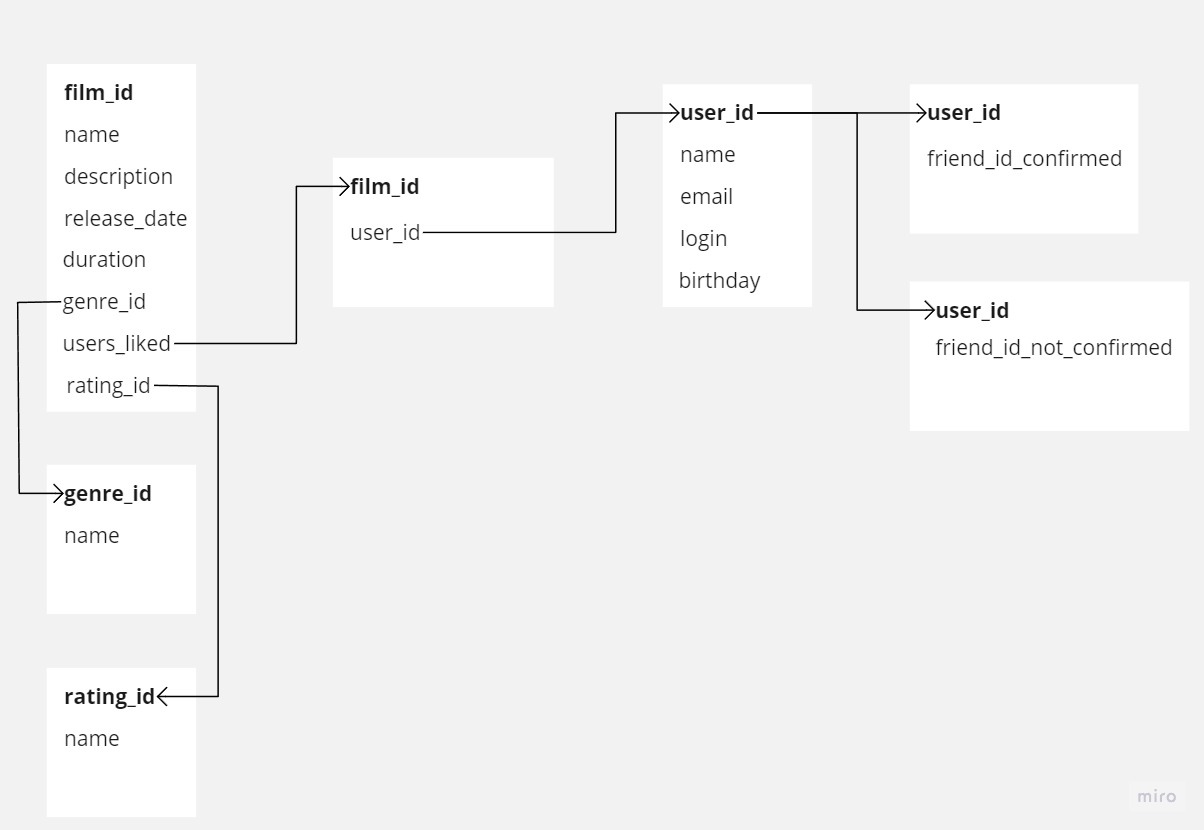 film_id
name
description
release_date
duration
genre_id
users_liked
rating_id
genre_id
name
rating_id
name
film_id
user_id
user_id
name
email
login
birthday
user_id
friend_id_confirmed
user_id
friend_id_not_confirmed
miro